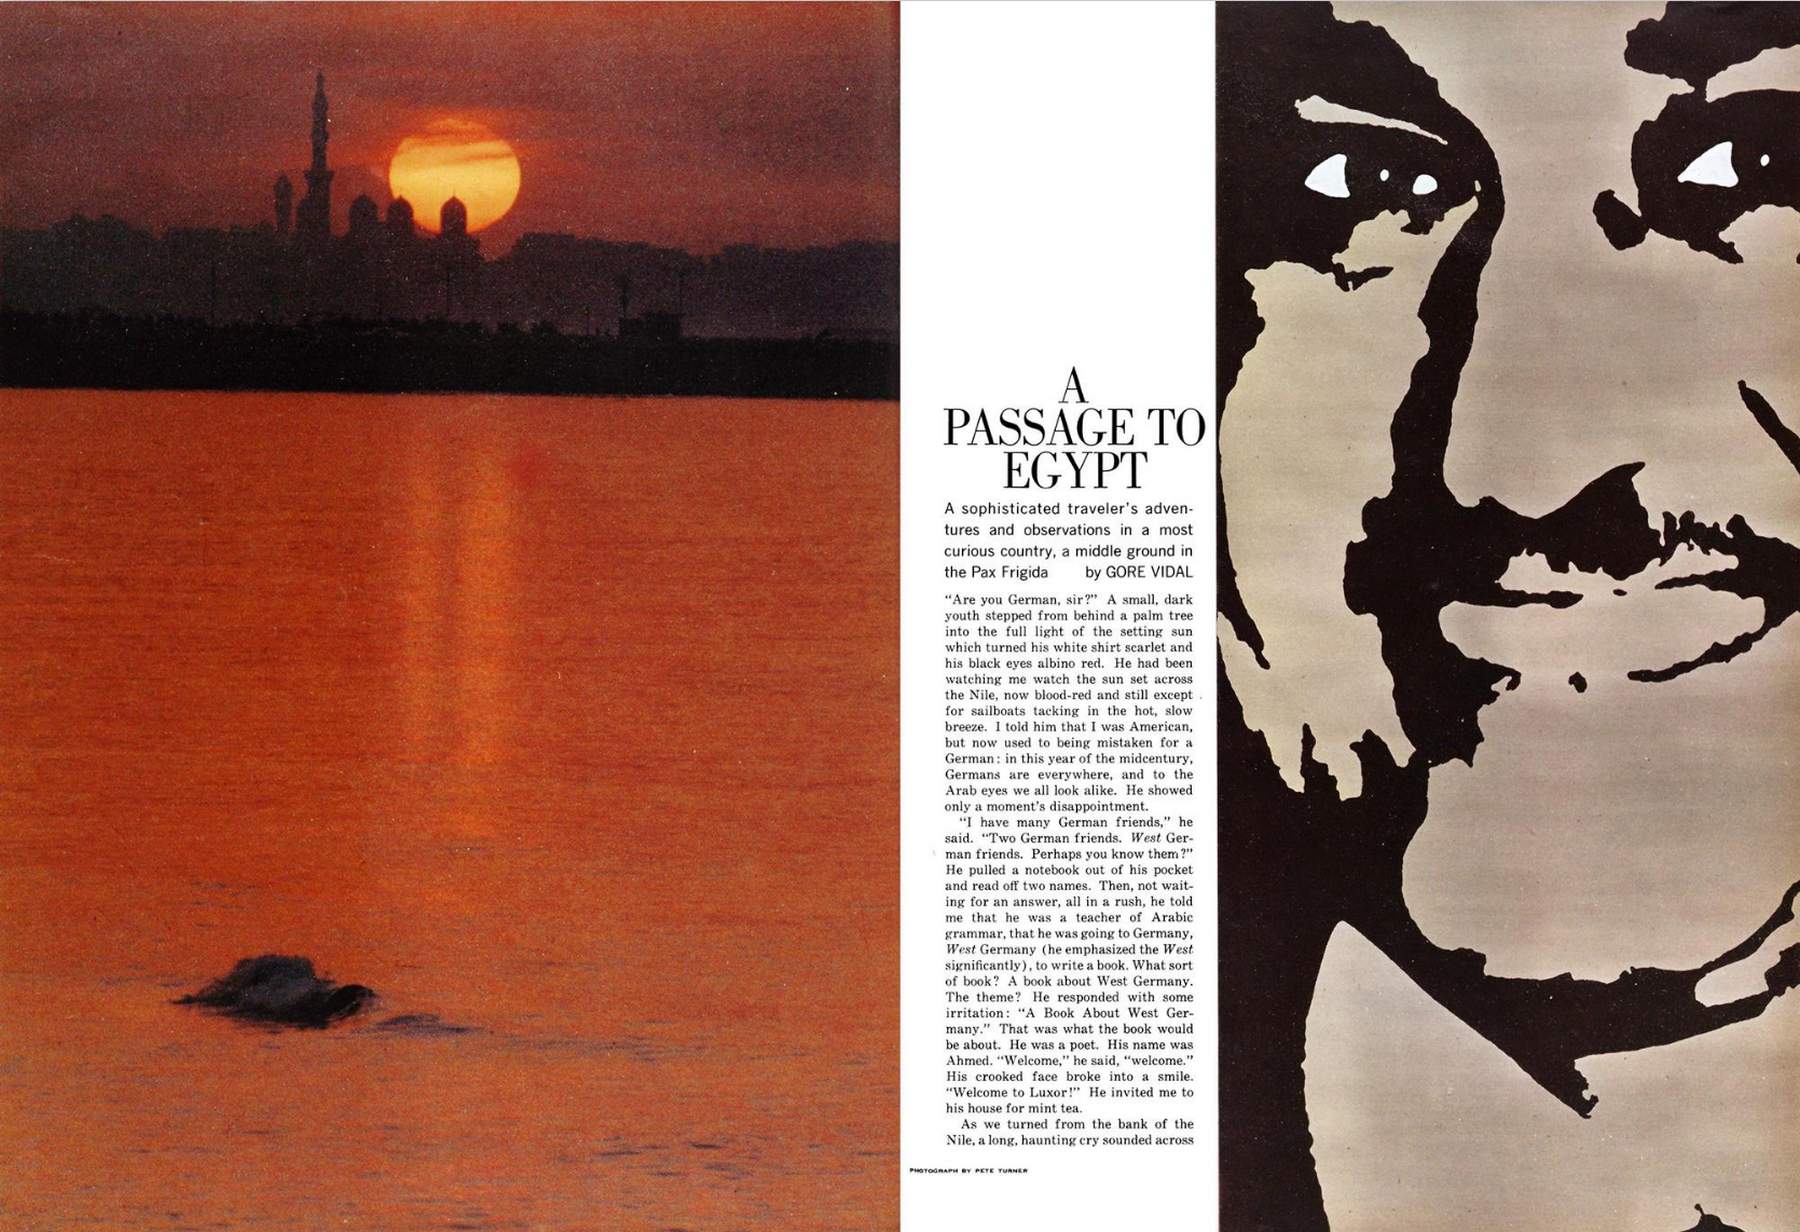 A
PASSAGE TO
EGYPT
A sophisticated traveler's adven-
tures and observations in a most
curious country, a middle ground in
the Pax Frigida by GORE VIDAL
"Are you German, sir?" A small, dark
youth stepped from behind a palm tree
into the full light of the setting sun
which turned his white shirt scarlet and
his black eyes albino red. He had been
watching me watch the sun set across
the Nile, now blood-red and still except
for sailboats tacking in the hot, slow
breeze. I told him that I was American,
but now used to being mistaken for a
German: in this year of the midcentury,
Germans are everywhere, and to the
Arab eyes we all look alike. He showed
only a moment's disappointment.
"I have many German friends," he
said. "Two German friends. West Ger-
man friends. Perhaps you know them?"
He pulled a notebook out of his pocket
and read off two names. Then, not wait-
ing for an answer, all in a rush, he told
me that he was a teacher of Arabic
grammar, that he was going to Germany,
West Germany (he emphasized the West
significantly), to write a book. What sort
of book? A book about West Germany.
The theme? He responded with some
irritation: "A Book About West Ger-
many." That was what the book would
be about. He was a poet. His name was
Ahmed. "Welcome," he said, "welcome."
His crooked face broke into a smile.
"Welcome to Luxor!" He invited me to
his house for mint tea.
As we turned from the bank of the
Nile, a long, haunting cry sounded across
PHOTOGRAPH BY PETE TURNER